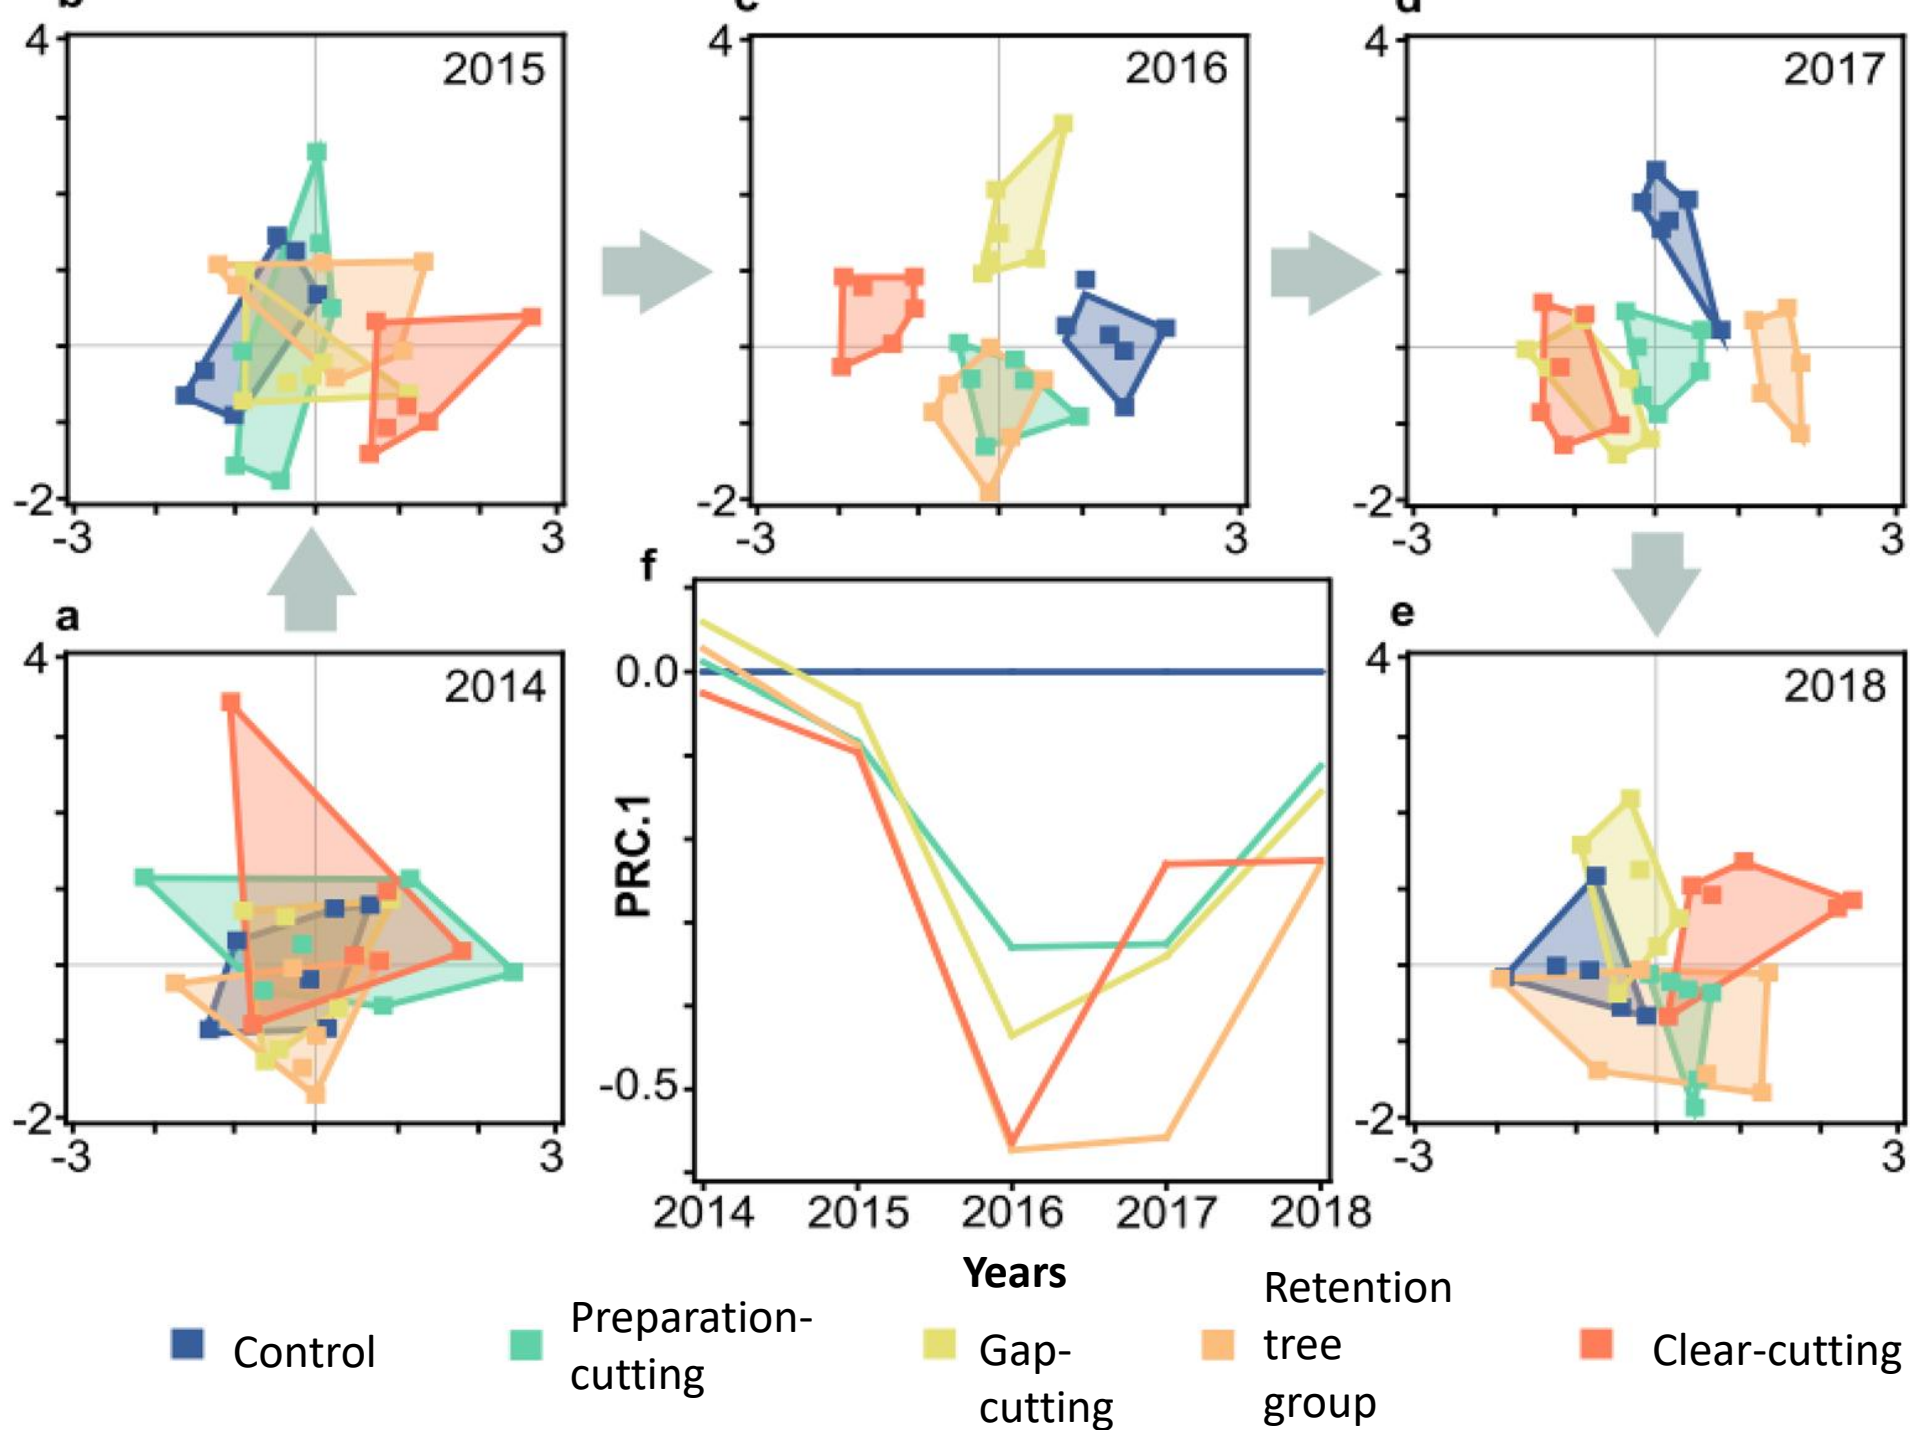 b
c
d
4
2015
4
2016
4
2017
-2
-2
-2
-3
3
-3
3
-3
3
f
a
e
4
2014
4
2018
0.0
PRC.1
-0.5
-2
-2
-3
3
-3
3
2014
2015
2016
2017
2018
Years
Control
Preparation-
cutting
Gap-
cutting
Retention
tree
group
Clear-cutting